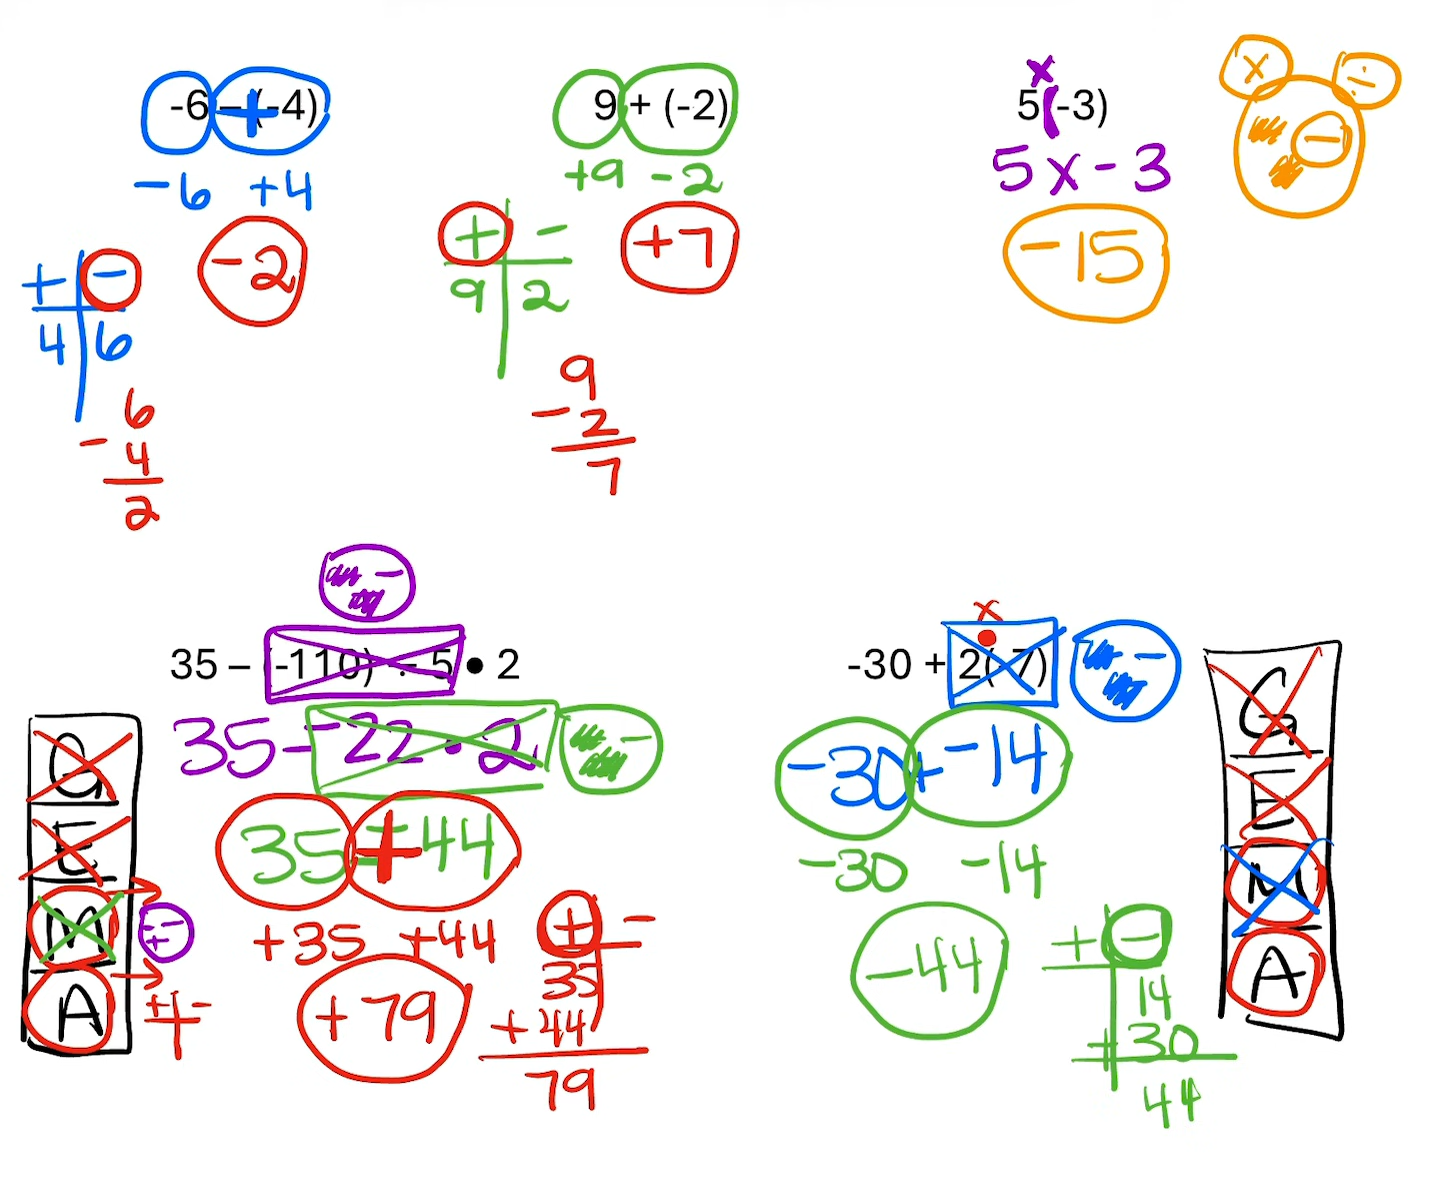 -6 - (-4)
-6 +4
-2
+ -
4 6
6
- 4
2
9 + (-2)
+9 -2
+ -
9 2
+7
9
- 2
7
x
5(-3)
5 x -3
-15
x ÷
-
-
35 – (-110) ÷ 5 • 2
35 - -22 • 2
-
35 - -44
+35 +44
+79
+ -
35
+ 44
79
G
E
M
÷ -
+
A
+ -
x
-30 + 2(-7)
-
-30 + -14
-30 -14
-44
+ -
14
+ 30
44
G
E
M
A